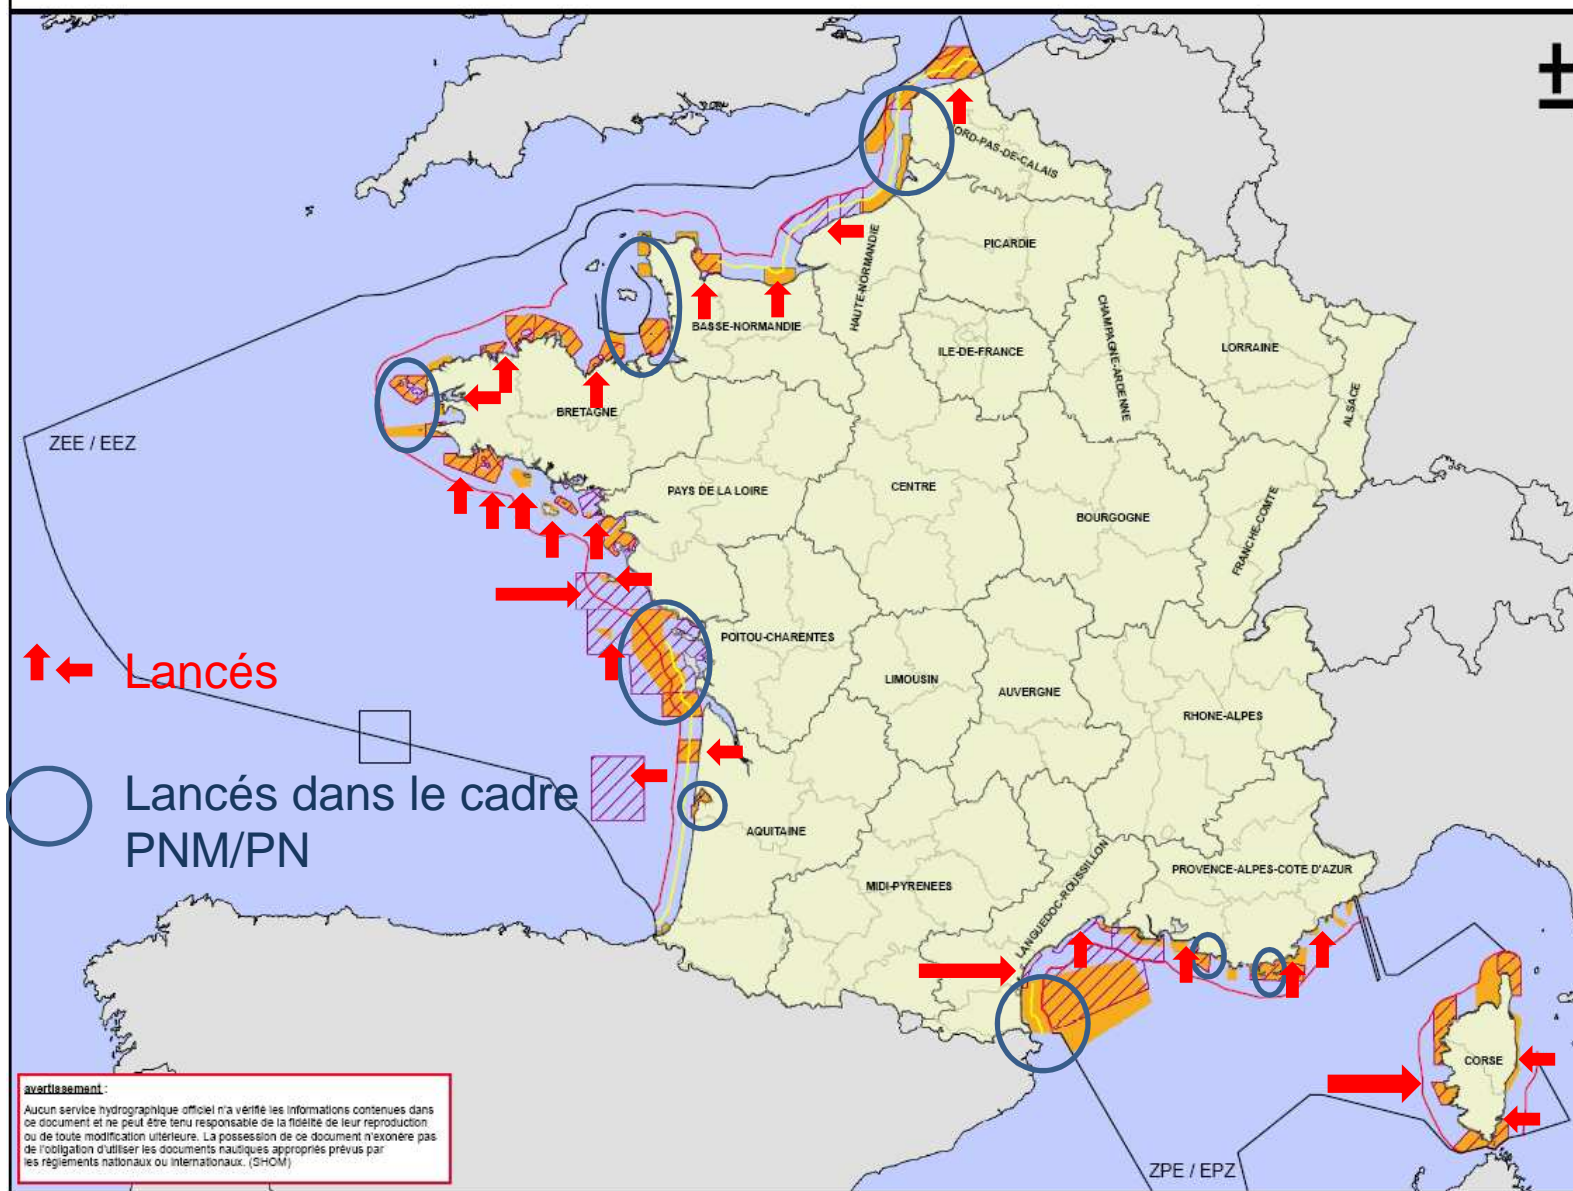 ±
NORD-PAS-DE-CALAIS
PICARDIE
HAUTE-NORMANDIE
BASSE-NORMANDIE
ILE-DE-FRANCE
CHAMPAGNE-ARDENNE
LORRAINE
ALSACE
BRETAGNE
ZEE / EEZ
PAYS DE LA LOIRE
CENTRE
BOURGOGNE
FRANCHE-COMTE
POITOU-CHARENTES
LIMOUSIN
AUVERGNE
RHONE-ALPES
Lancés
Lancés dans le cadre
PNM/PN
AQUITAINE
MIDI-PYRENEES
LANGUEDOC-ROUSSILLON
PROVENCE-ALPES-COTE D'AZUR
CORSE
ZPE / EPZ
avertissement :
Aucun service hydrographique officiel n'a vérifié les informations contenues dans
ce document et ne peut être tenu responsable de la fidélité de leur reproduction
ou de toute modification ultérieure. La possession de ce document n'exonère pas
de l'obligation d'utiliser les documents nautiques appropriés prévus par
les règlements nationaux ou internationaux. (SHOM)